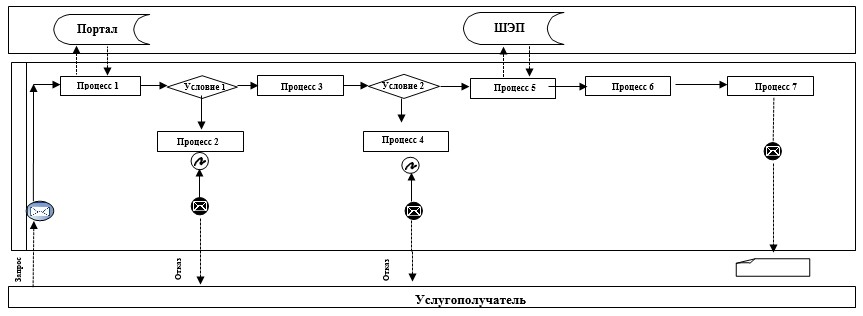 Портал
ШЭП
Процесс 1
Условие 1
Процесс 3
Условие 2
Процесс 5
Процесс 6
Процесс 7
Процесс 2
Процесс 4
Запрос
Отказ
Отказ
Услугополучатель